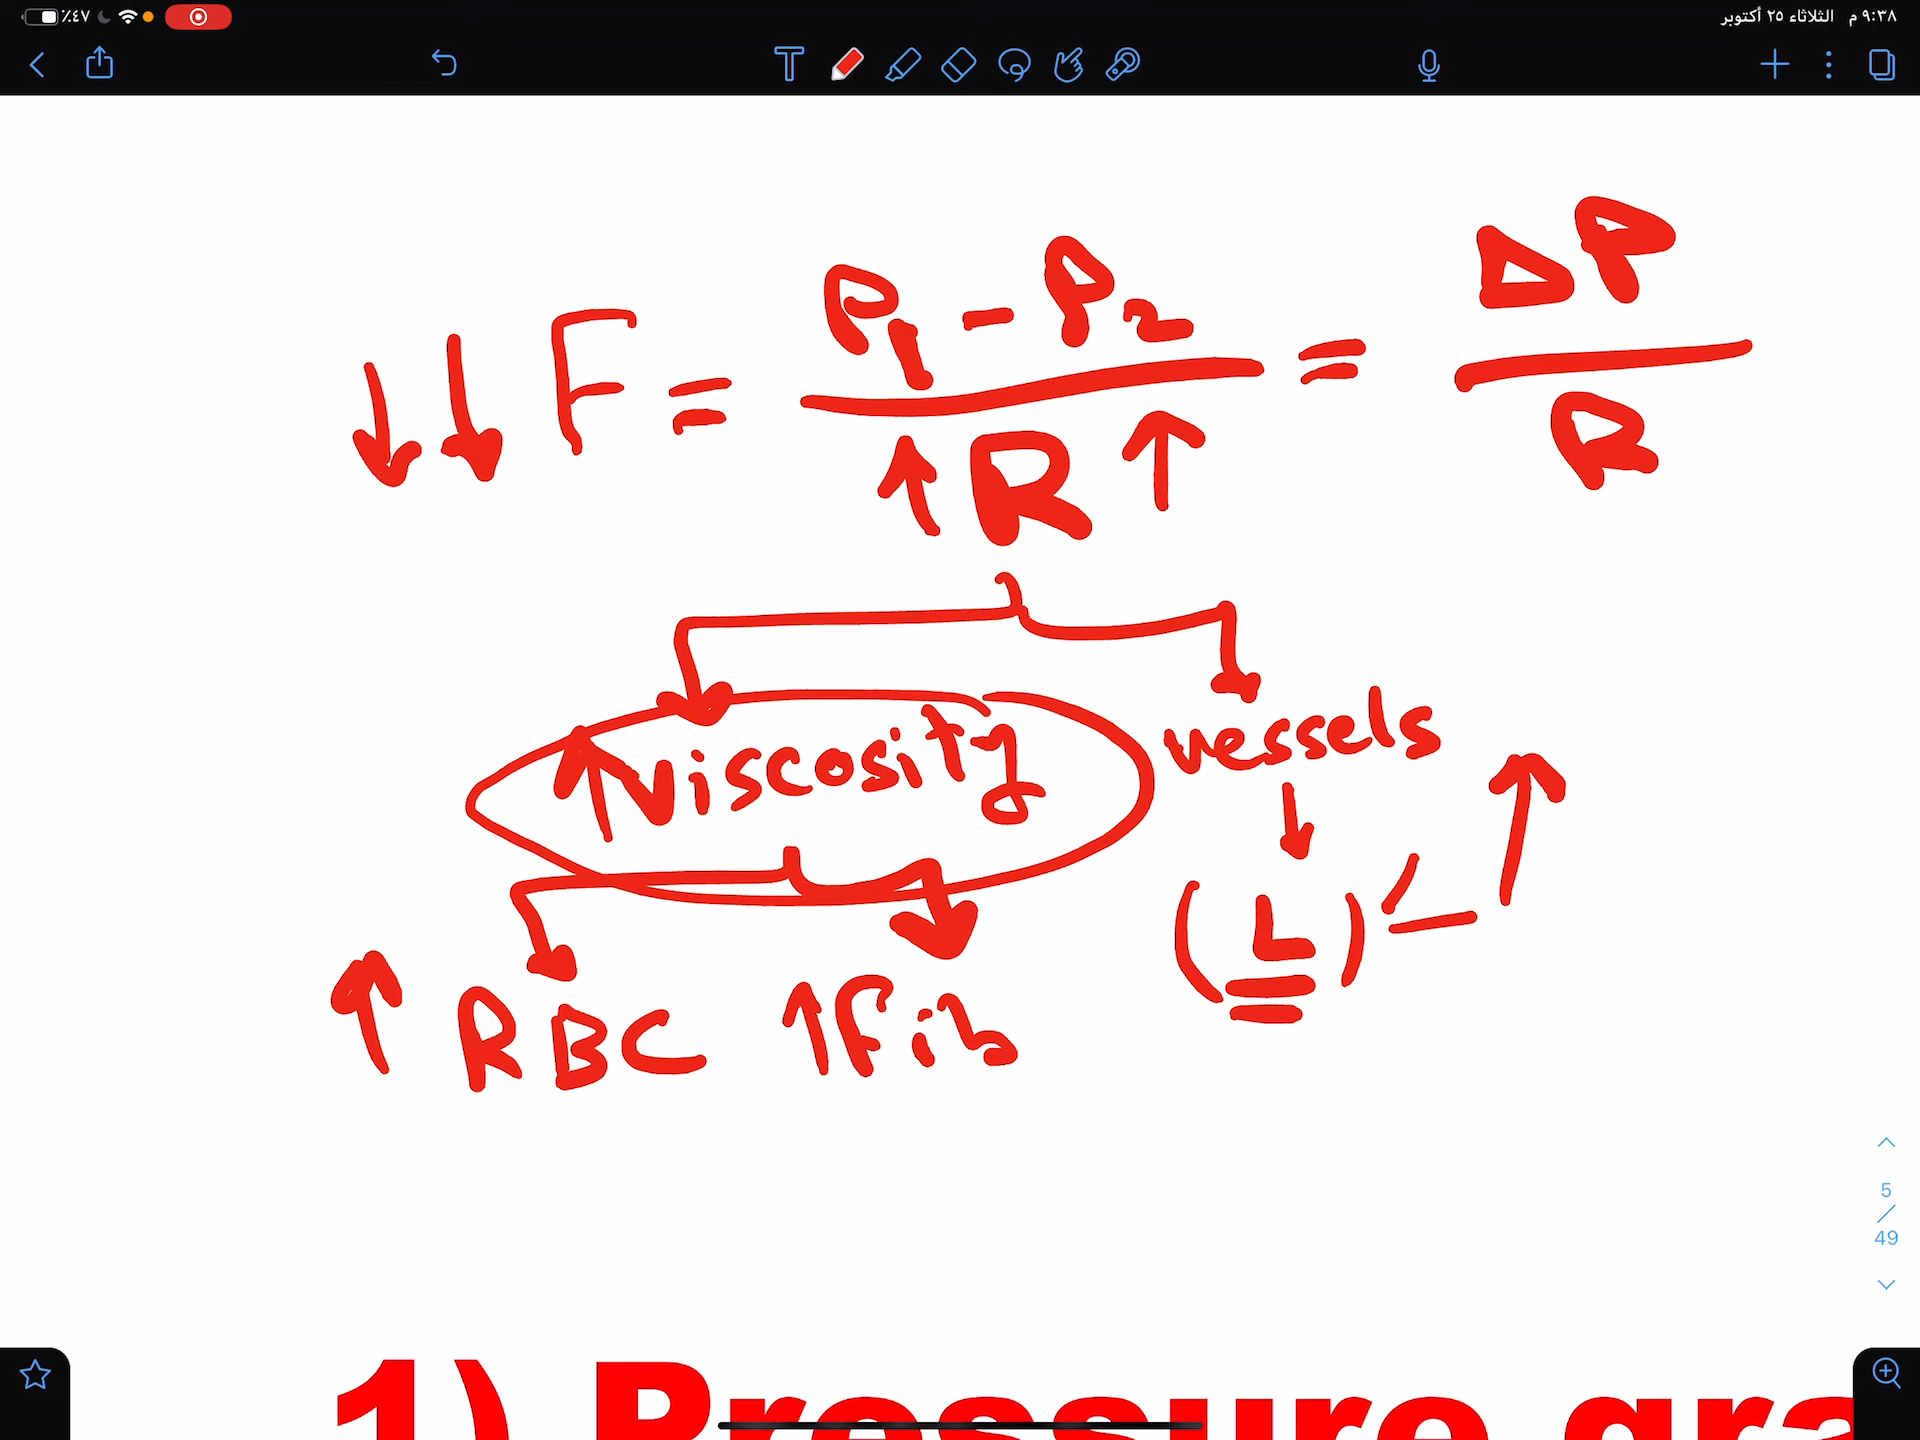 ٪٤٧
٩:٣٨ م الثلاثاء ٢٥ أكتوبر
T
↓↓ F = P1 - P2 / ↑ R ↑ = ΔP / R
↑ viscosity vessels
(L) ↑
↑ RBC ↑ Fib
5
/
49
1) Pressure gra